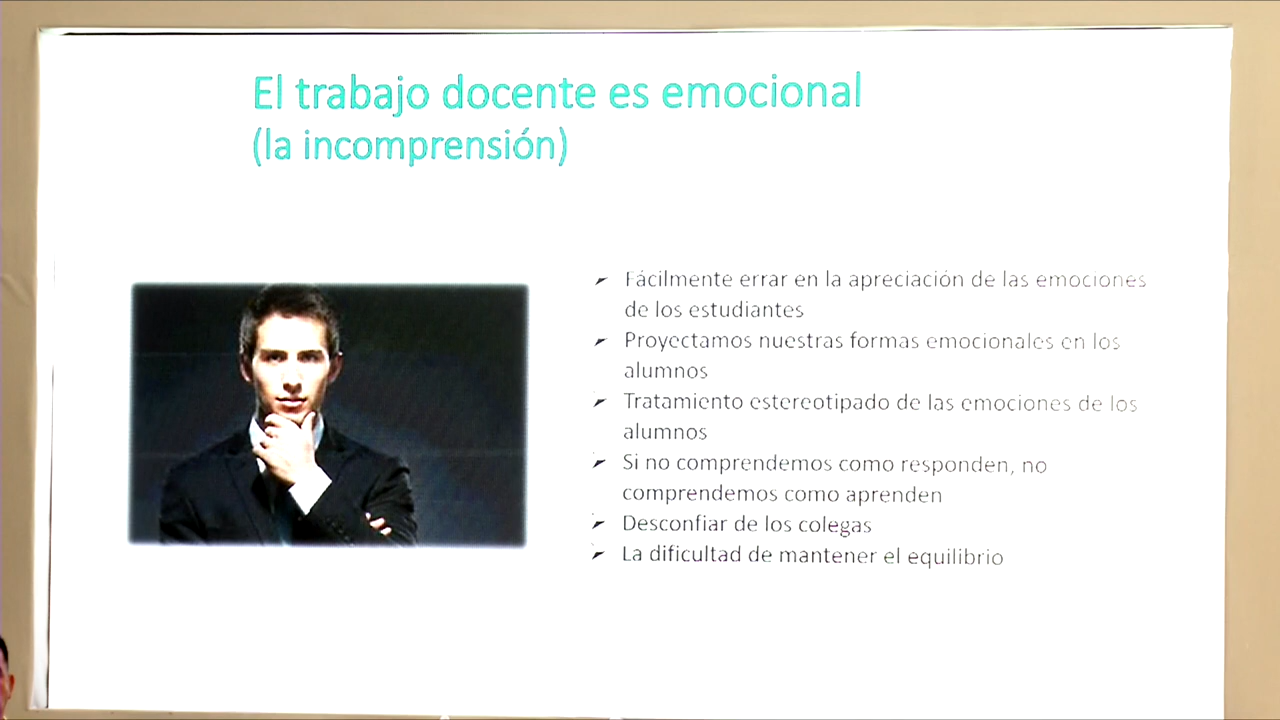 El trabajo docente es emocional
(la incomprensión)
Fácilmente errar en la apreciación de las emociones
de los estudiantes
Proyectamos nuestras formas emocionales en los
alumnos
Tratamiento estereotipado de las emociones de los
alumnos
Si no comprendemos como responden, no
comprendemos como aprenden
Desconfiar de los colegas
La dificultad de mantener el equilibrio